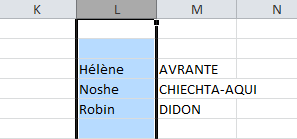 K L M N
Hélène AVRANTE
Noshe CHIECHTA-AQUI
Robin DIDON